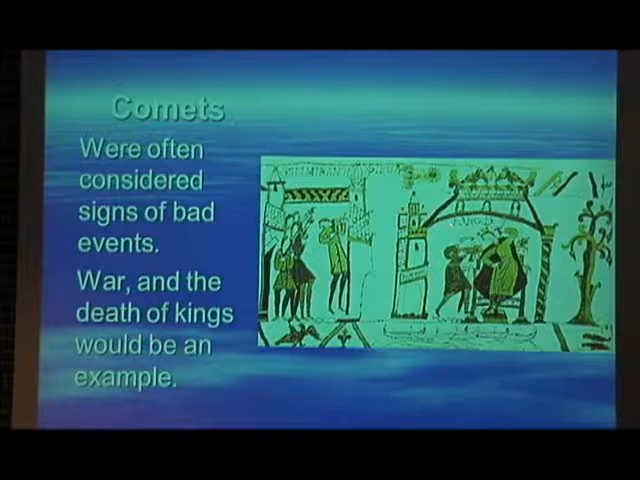 Comets
Were often
considered
signs of bad
events.
War, and the
death of kings
would be an
example.